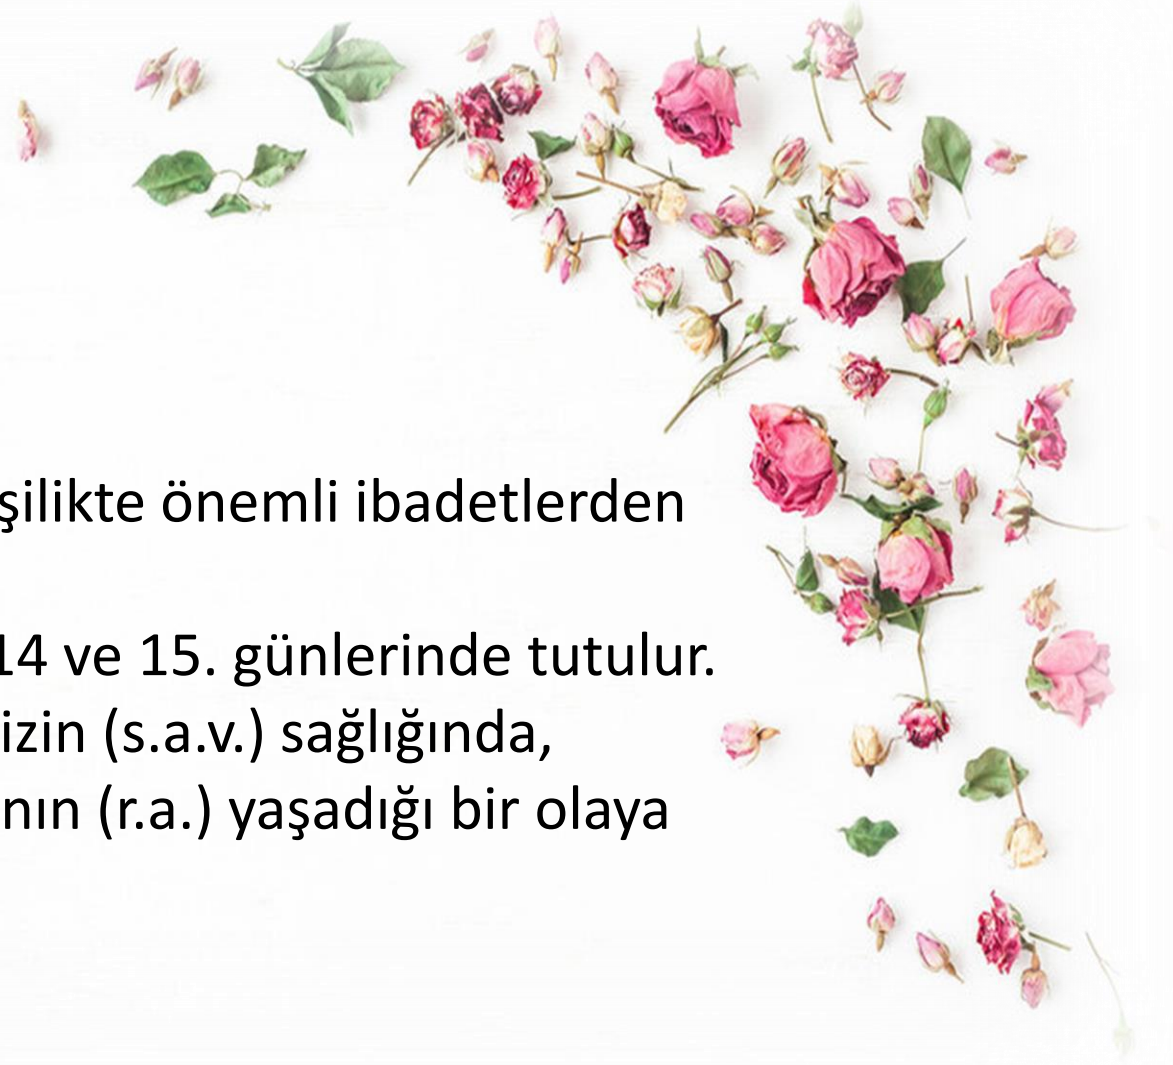 şilikte önemli ibadetlerden
14 ve 15. günlerinde tutulur.
izin (s.a.v.) sağlığında,
nın (r.a.) yaşadığı bir olaya